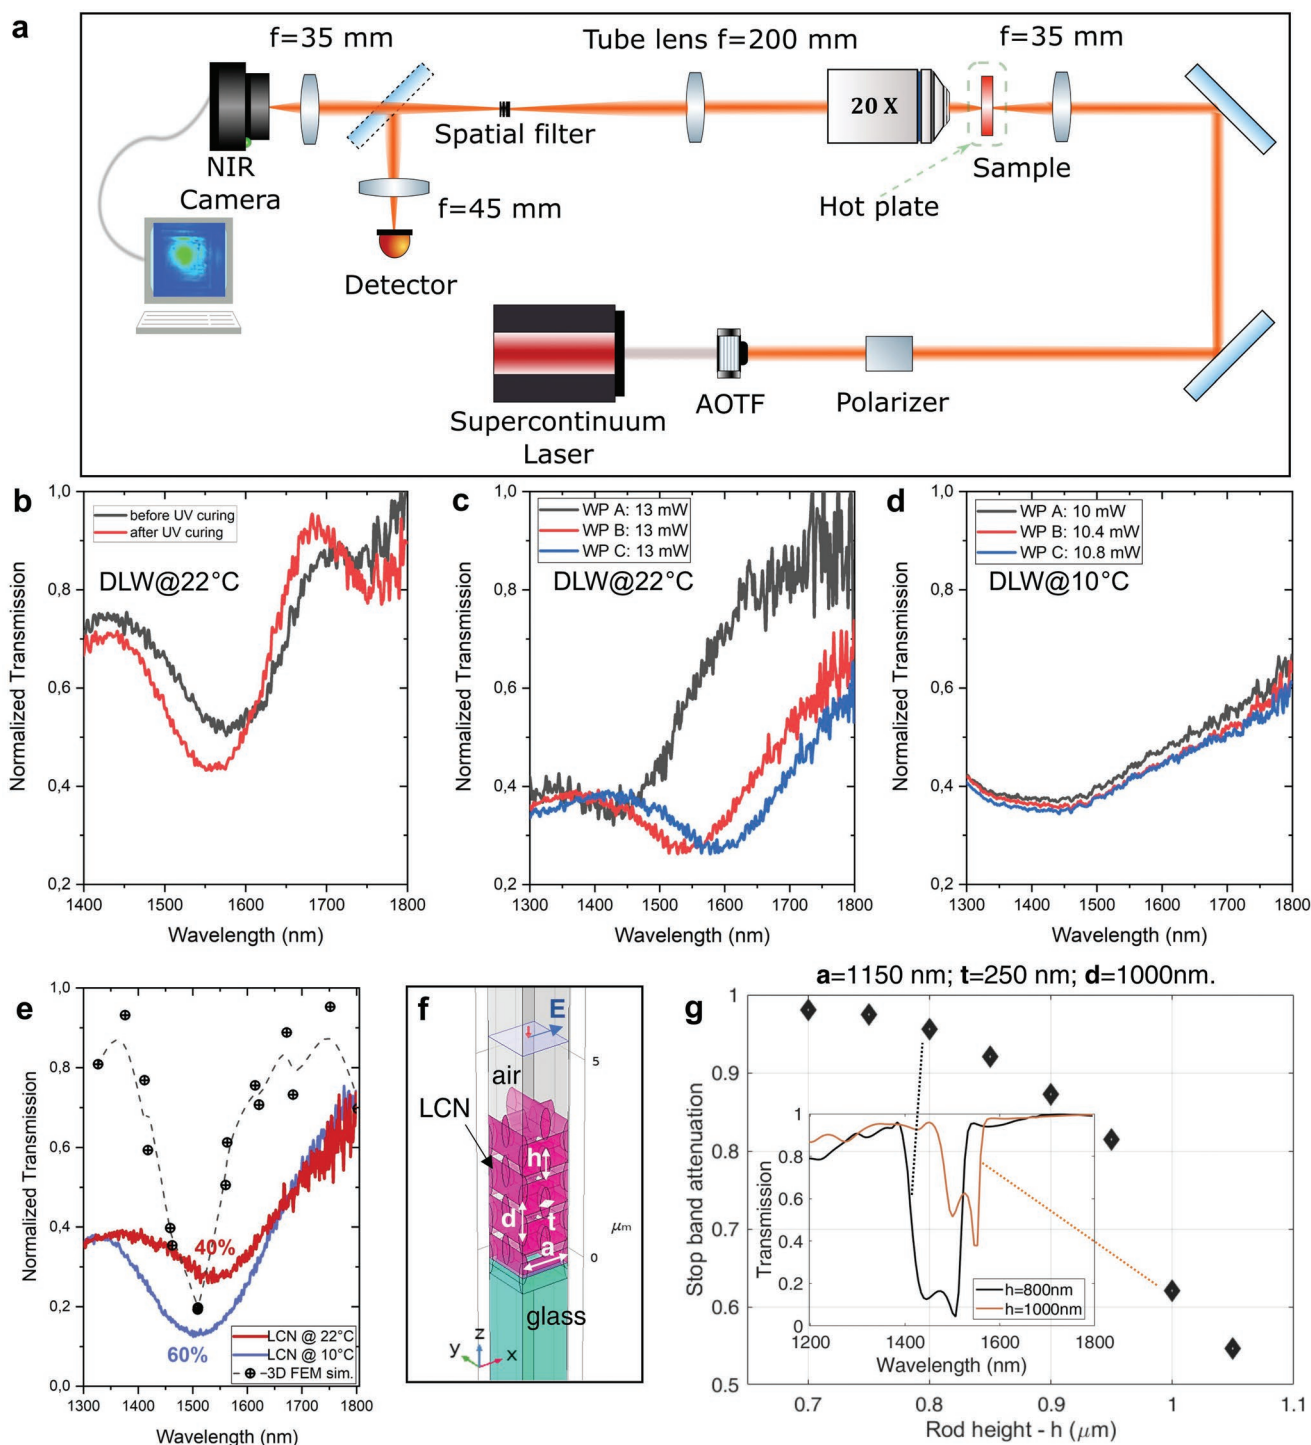 a
f=35 mm
Tube lens f=200 mm
f=35 mm
20 X
Spatial filter
NIR
Camera
Sample
Hot plate
f=45 mm
Detector
Supercontinuum
Laser
AOTF
Polarizer
b
1,0
0,8
0,6
0,4
0,2
before UV curing
after UV curing
DLW@22°C
Normalized Transmission
1400 1500 1600 1700 1800
Wavelength (nm)
c
1,0
0,8
0,6
0,4
0,2
WP A: 13 mW
WP B: 13 mW
WP C: 13 mW
DLW@22°C
Normalized Transmission
1300 1400 1500 1600 1700 1800
Wavelength (nm)
d
1,0
0,8
0,6
0,4
0,2
WP A: 10 mW
WP B: 10.4 mW
WP C: 10.8 mW
DLW@10°C
Normalized Transmission
1300 1400 1500 1600 1700 1800
Wavelength (nm)
e
1,0
0,8
0,6
0,4
0,2
0,0
Normalized Transmission
40%
60%
LCN @ 22°C
LCN @ 10°C
3D FEM sim.
1300 1400 1500 1600 1700 1800
Wavelength (nm)
f
E
5
air
LCN
h
d
t
a
μm
0
glass
z
y
x
a=1150 nm; t=250 nm; d=1000nm.
g
1
0.9
0.8
0.7
0.6
0.5
Stop band attenuation
1
0.8
0.6
0.4
0.2
0
Transmission
h=800nm
h=1000nm
1200 1400 1600 1800
Wavelength (nm)
0.7 0.8 0.9 1 1.1
Rod height - h (μm)